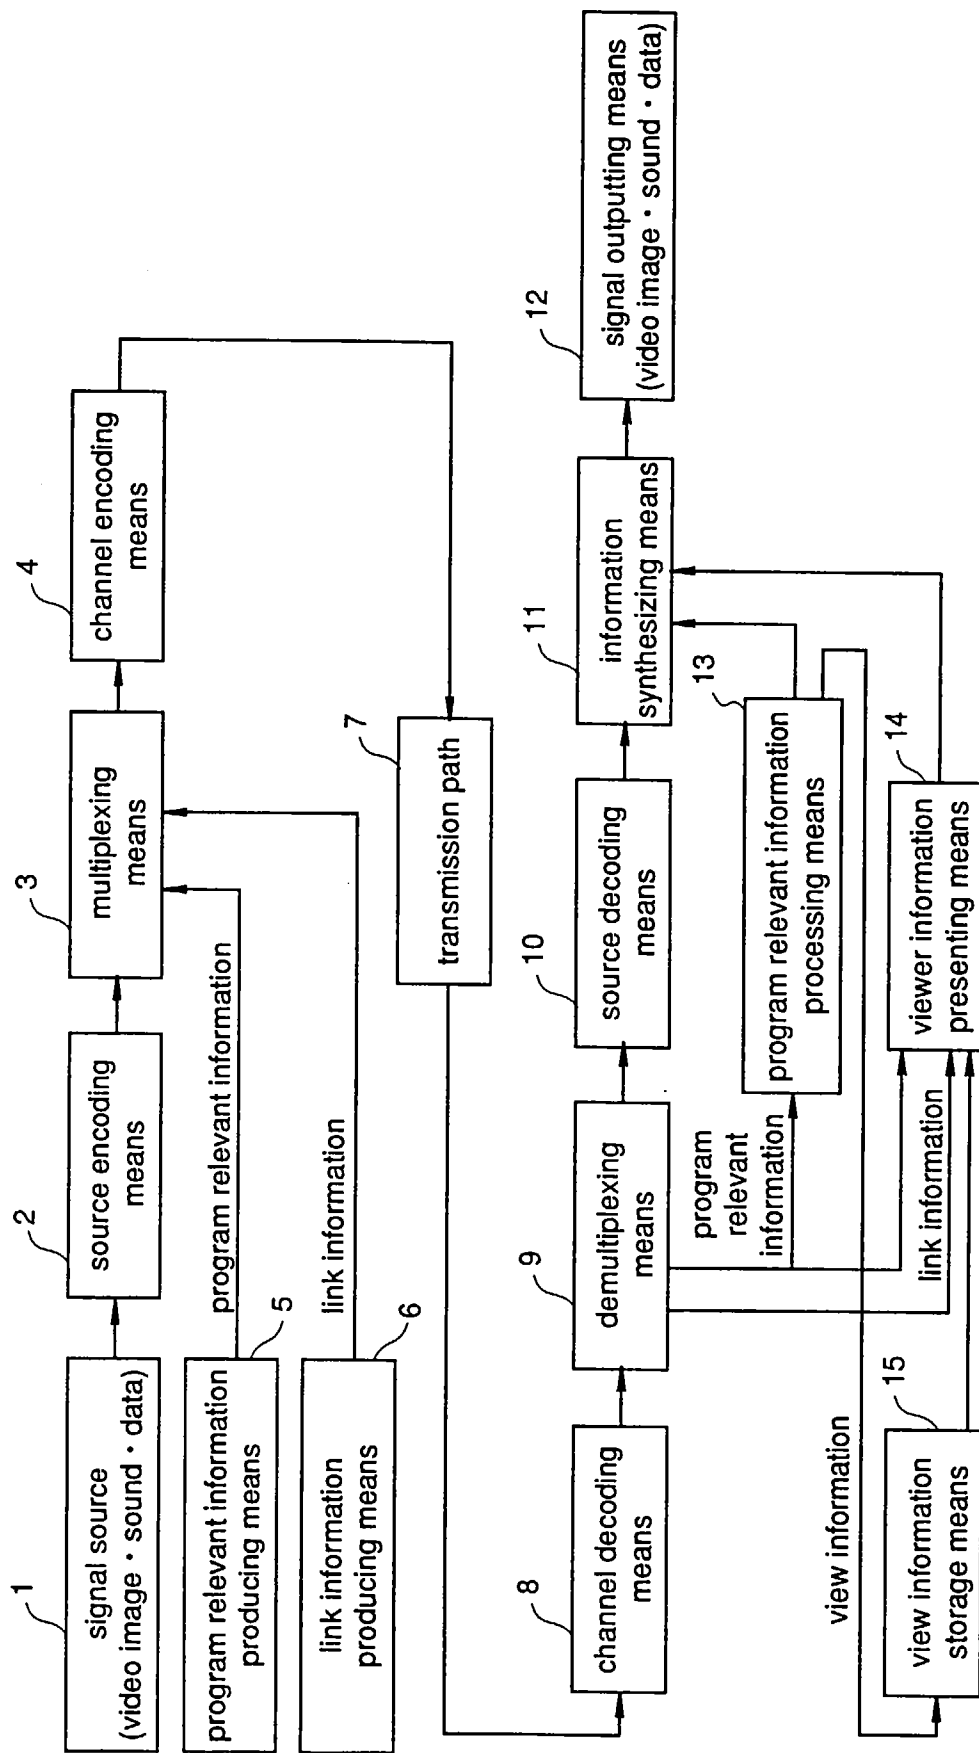 1
signal source
(video image・sound・data)
2
source encoding
means
3
multiplexing
means
4
channel encoding
means
program relevant information
producing means
5
program relevant information
link information
producing means
6
link information
7
transmission path
8
channel decoding
means
9
demultiplexing
means
10
source decoding
means
11
information
synthesizing means
12
signal outputting means
(video image・sound・data)
program
relevant
information
13
program relevant information
processing means
link information
14
viewer information
presenting means
view information
15
view information
storage means